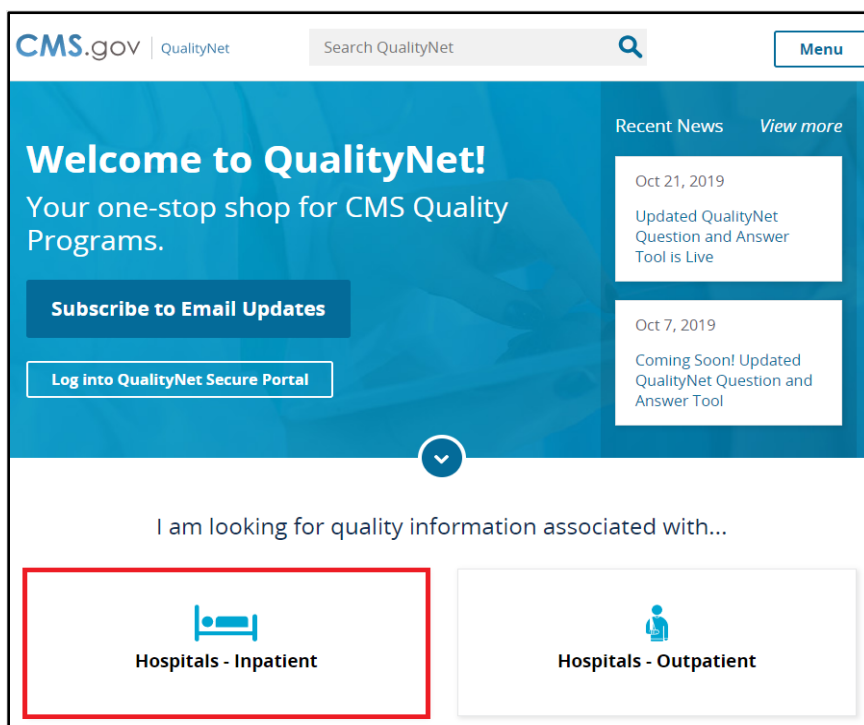 CMS.gov QualityNet
Search QualityNet
Menu
Welcome to QualityNet!
Your one-stop shop for CMS Quality
Programs.
Subscribe to Email Updates
Log into QualityNet Secure Portal
Recent News View more
Oct 21, 2019
Updated QualityNet
Question and Answer
Tool is Live
Oct 7, 2019
Coming Soon! Updated
QualityNet Question and
Answer Tool
I am looking for quality information associated with...
Hospitals - Inpatient
Hospitals - Outpatient